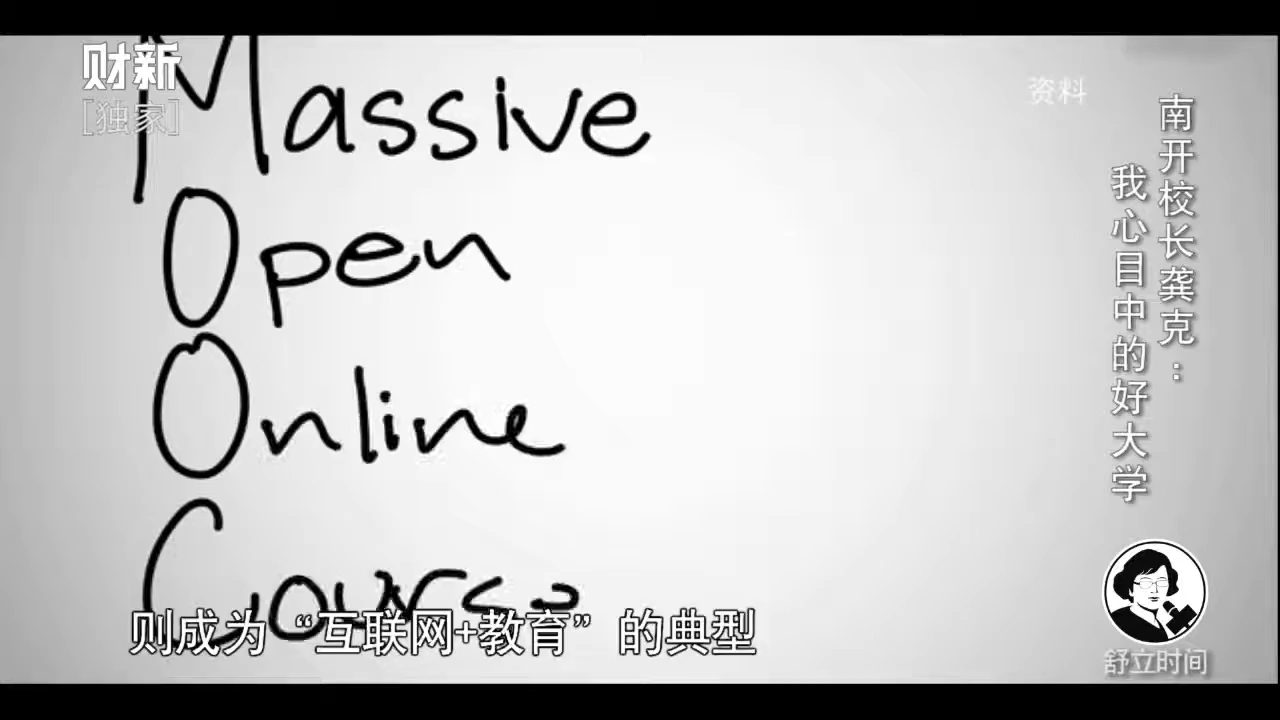 财新
[独家]
资料
Massive
Open
Online
Course
南开校长龚克：
我心目中的好大学
则成为“互联网+教育”的典型
舒立时间